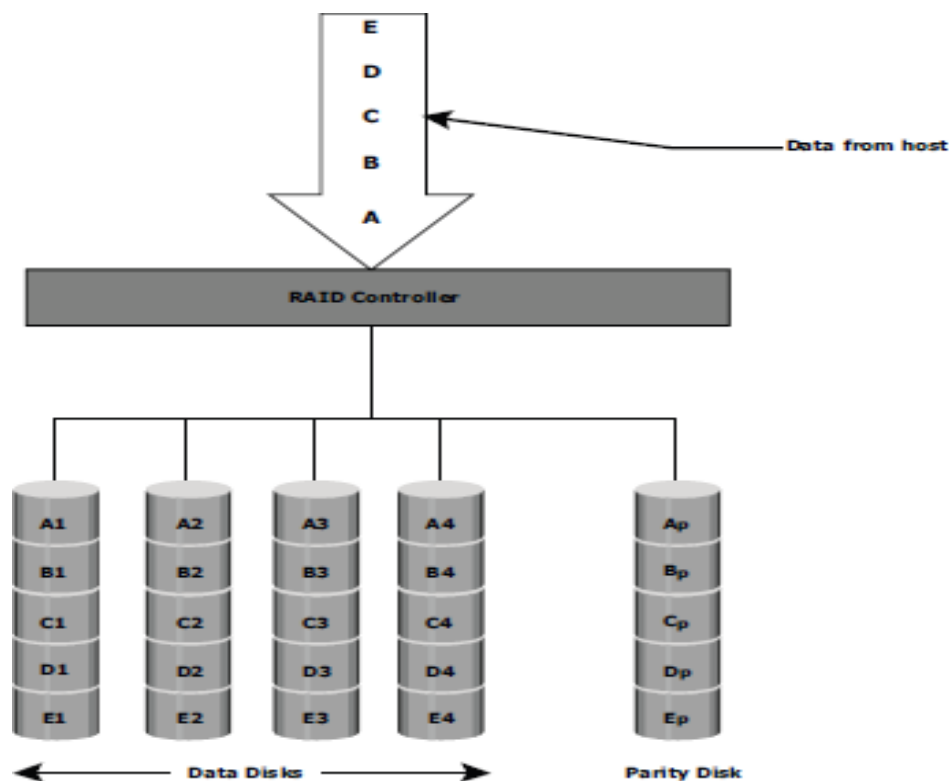 E
D
C
B
A
Data from host
RAID Controller
A1 A2 A3 A4 Ap
B1 B2 B3 B4 Bp
C1 C2 C3 C4 Cp
D1 D2 D3 D4 Dp
E1 E2 E3 E4 Ep
Data Disks Parity Disk